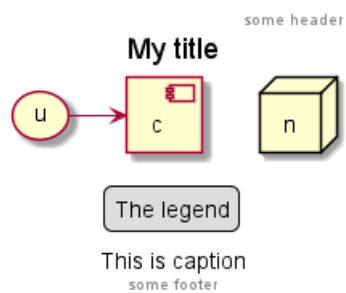 some header
My title
u
c
n
The legend
This is caption
some footer